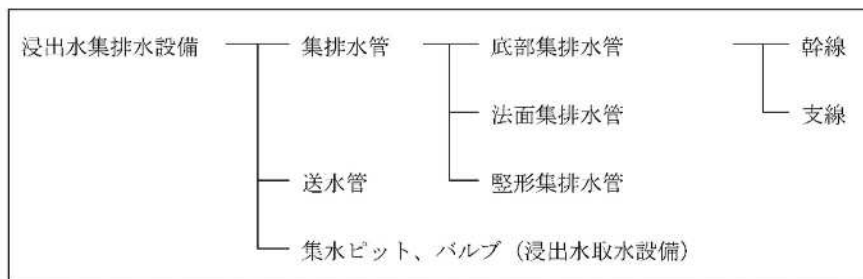 浸出水集排水設備 集排水管 底部集排水管 幹線
法面集排水管 支線
送水管 竪形集排水管
集水ピット、バルブ（浸出水取水設備）